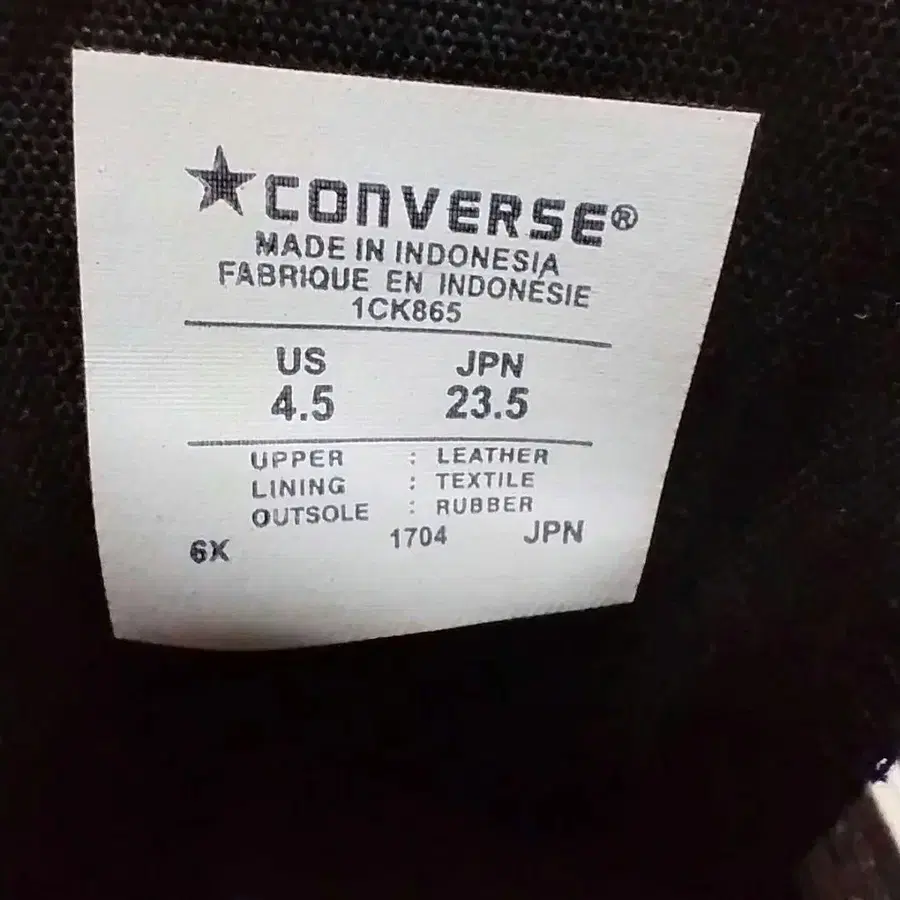 ★CONVERSE®
MADE IN INDONESIA
FABRIQUE EN INDONÉSIE
1CK865
US JPN
4.5 23.5
UPPER : LEATHER
LINING : TEXTILE
OUTSOLE : RUBBER
6X 1704 JPN